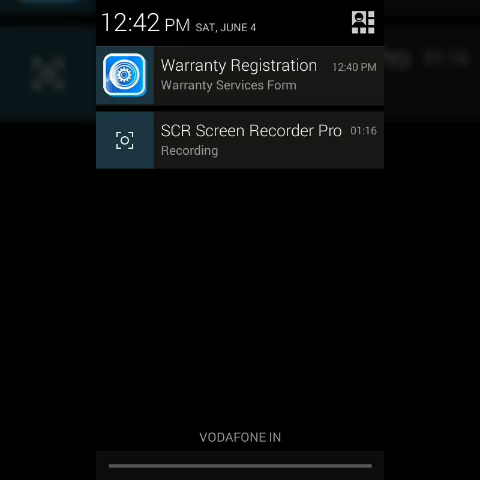 12:42 PM SAT, JUNE 4
Warranty Registration 12:40 PM
Warranty Services Form
SCR Screen Recorder Pro 01:16
Recording
VODAFONE IN